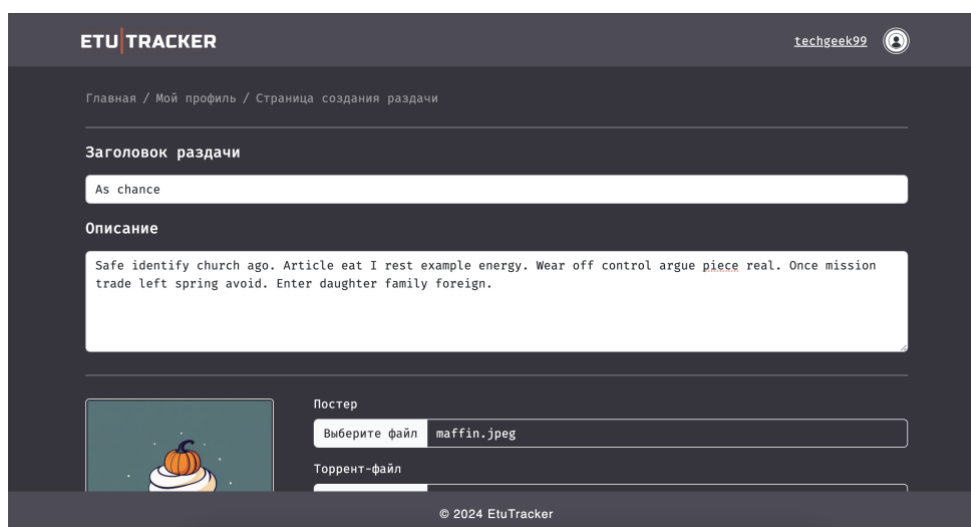 ETU TRACKER
techgeek99
Главная / Мой профиль / Страница создания раздачи
Заголовок раздачи
As chance
Описание
Safe identify church ago. Article eat I rest example energy. Wear off control argue piece real. Once mission
trade left spring avoid. Enter daughter family foreign.
Постер
Выберите файл maffin.jpeg
Торрент-файл
© 2024 EtuTracker